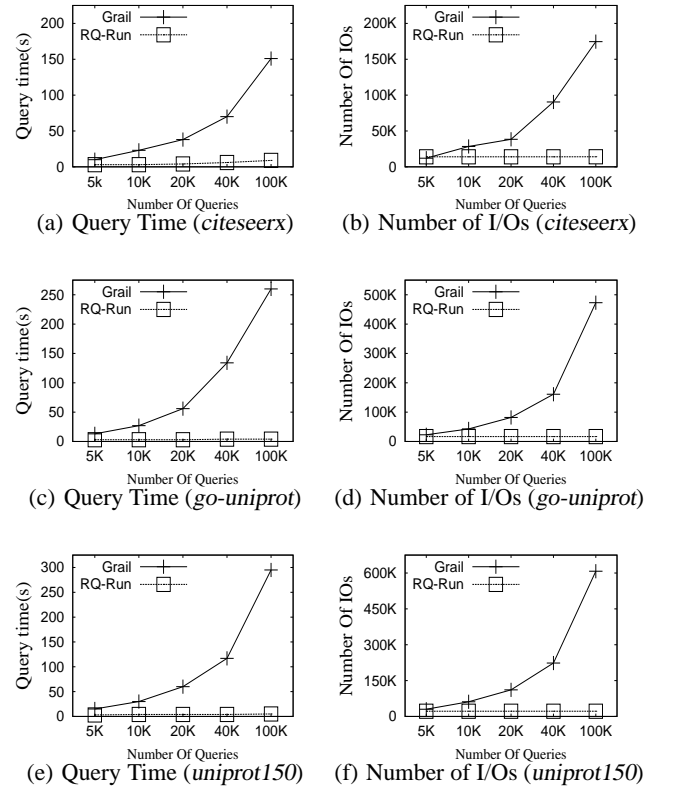 Query time(s)
200
150
100
50
0
Grail
RQ-Run
5k 10K 20K 40K 100K
Number Of Queries
(a) Query Time (citeseerx)
Number Of IOs
200K
150K
100K
50K
0
Grail
RQ-Run
5K 10K 20K 40K 100K
Number Of Queries
(b) Number of I/Os (citeseerx)
Query time(s)
250
200
150
100
50
0
Grail
RQ-Run
5K 10K 20K 40K 100K
Number Of Queries
(c) Query Time (go-uniprot)
Number Of IOs
500K
400K
300K
200K
100K
0
Grail
RQ-Run
5K 10K 20K 40K 100K
Number Of Queries
(d) Number of I/Os (go-uniprot)
Query time(s)
300
250
200
150
100
50
0
Grail
RQ-Run
5K 10K 20K 40K 100K
Number Of Queries
(e) Query Time (uniprot150)
Number Of IOs
600K
450K
300K
150K
0
Grail
RQ-Run
5K 10K 20K 40K 100K
Number Of Queries
(f) Number of I/Os (uniprot150)